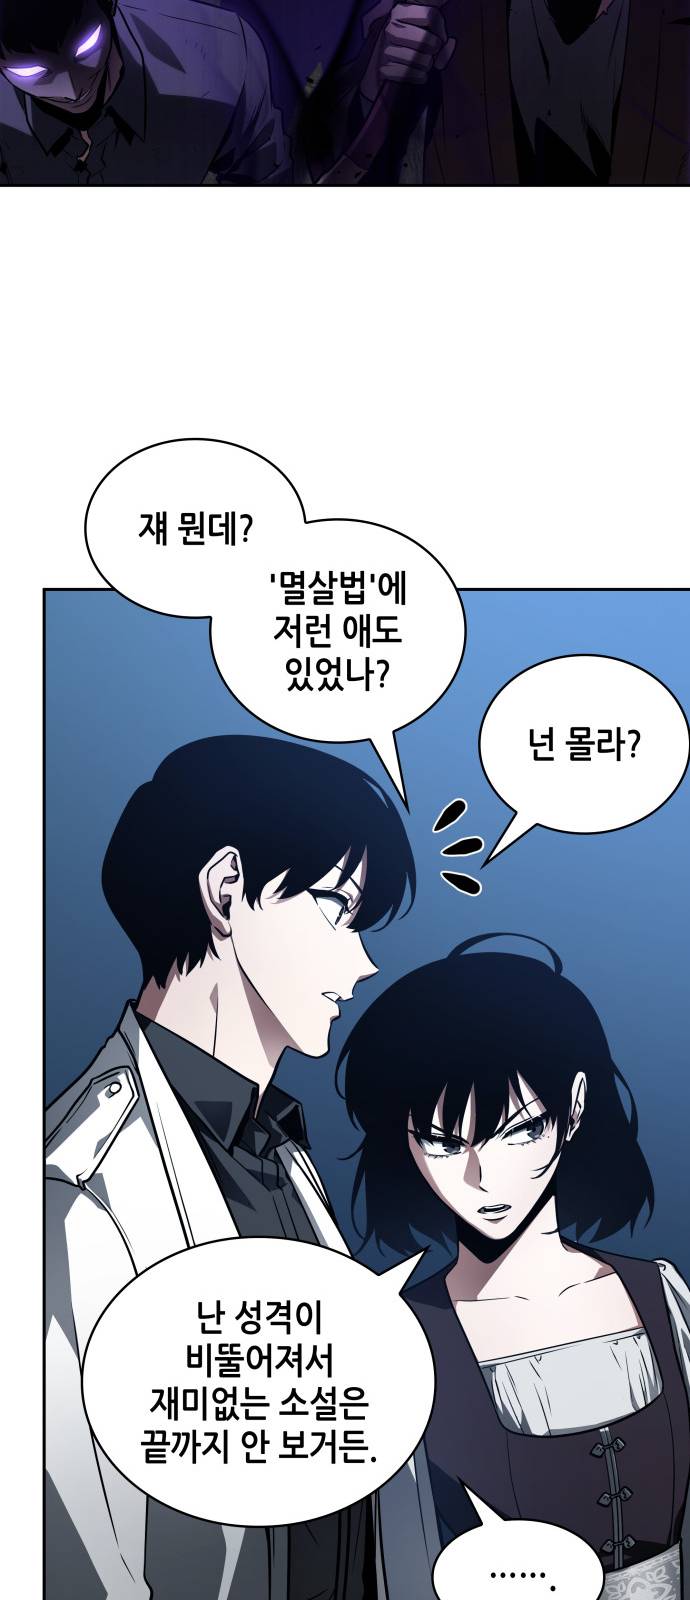 쟤 뭔데?
'멸살법'에
저런 애도
있었나?
넌 몰라?
난 성격이
비뚤어져서
재미없는 소설은
끝까지 안 보거든.
…….